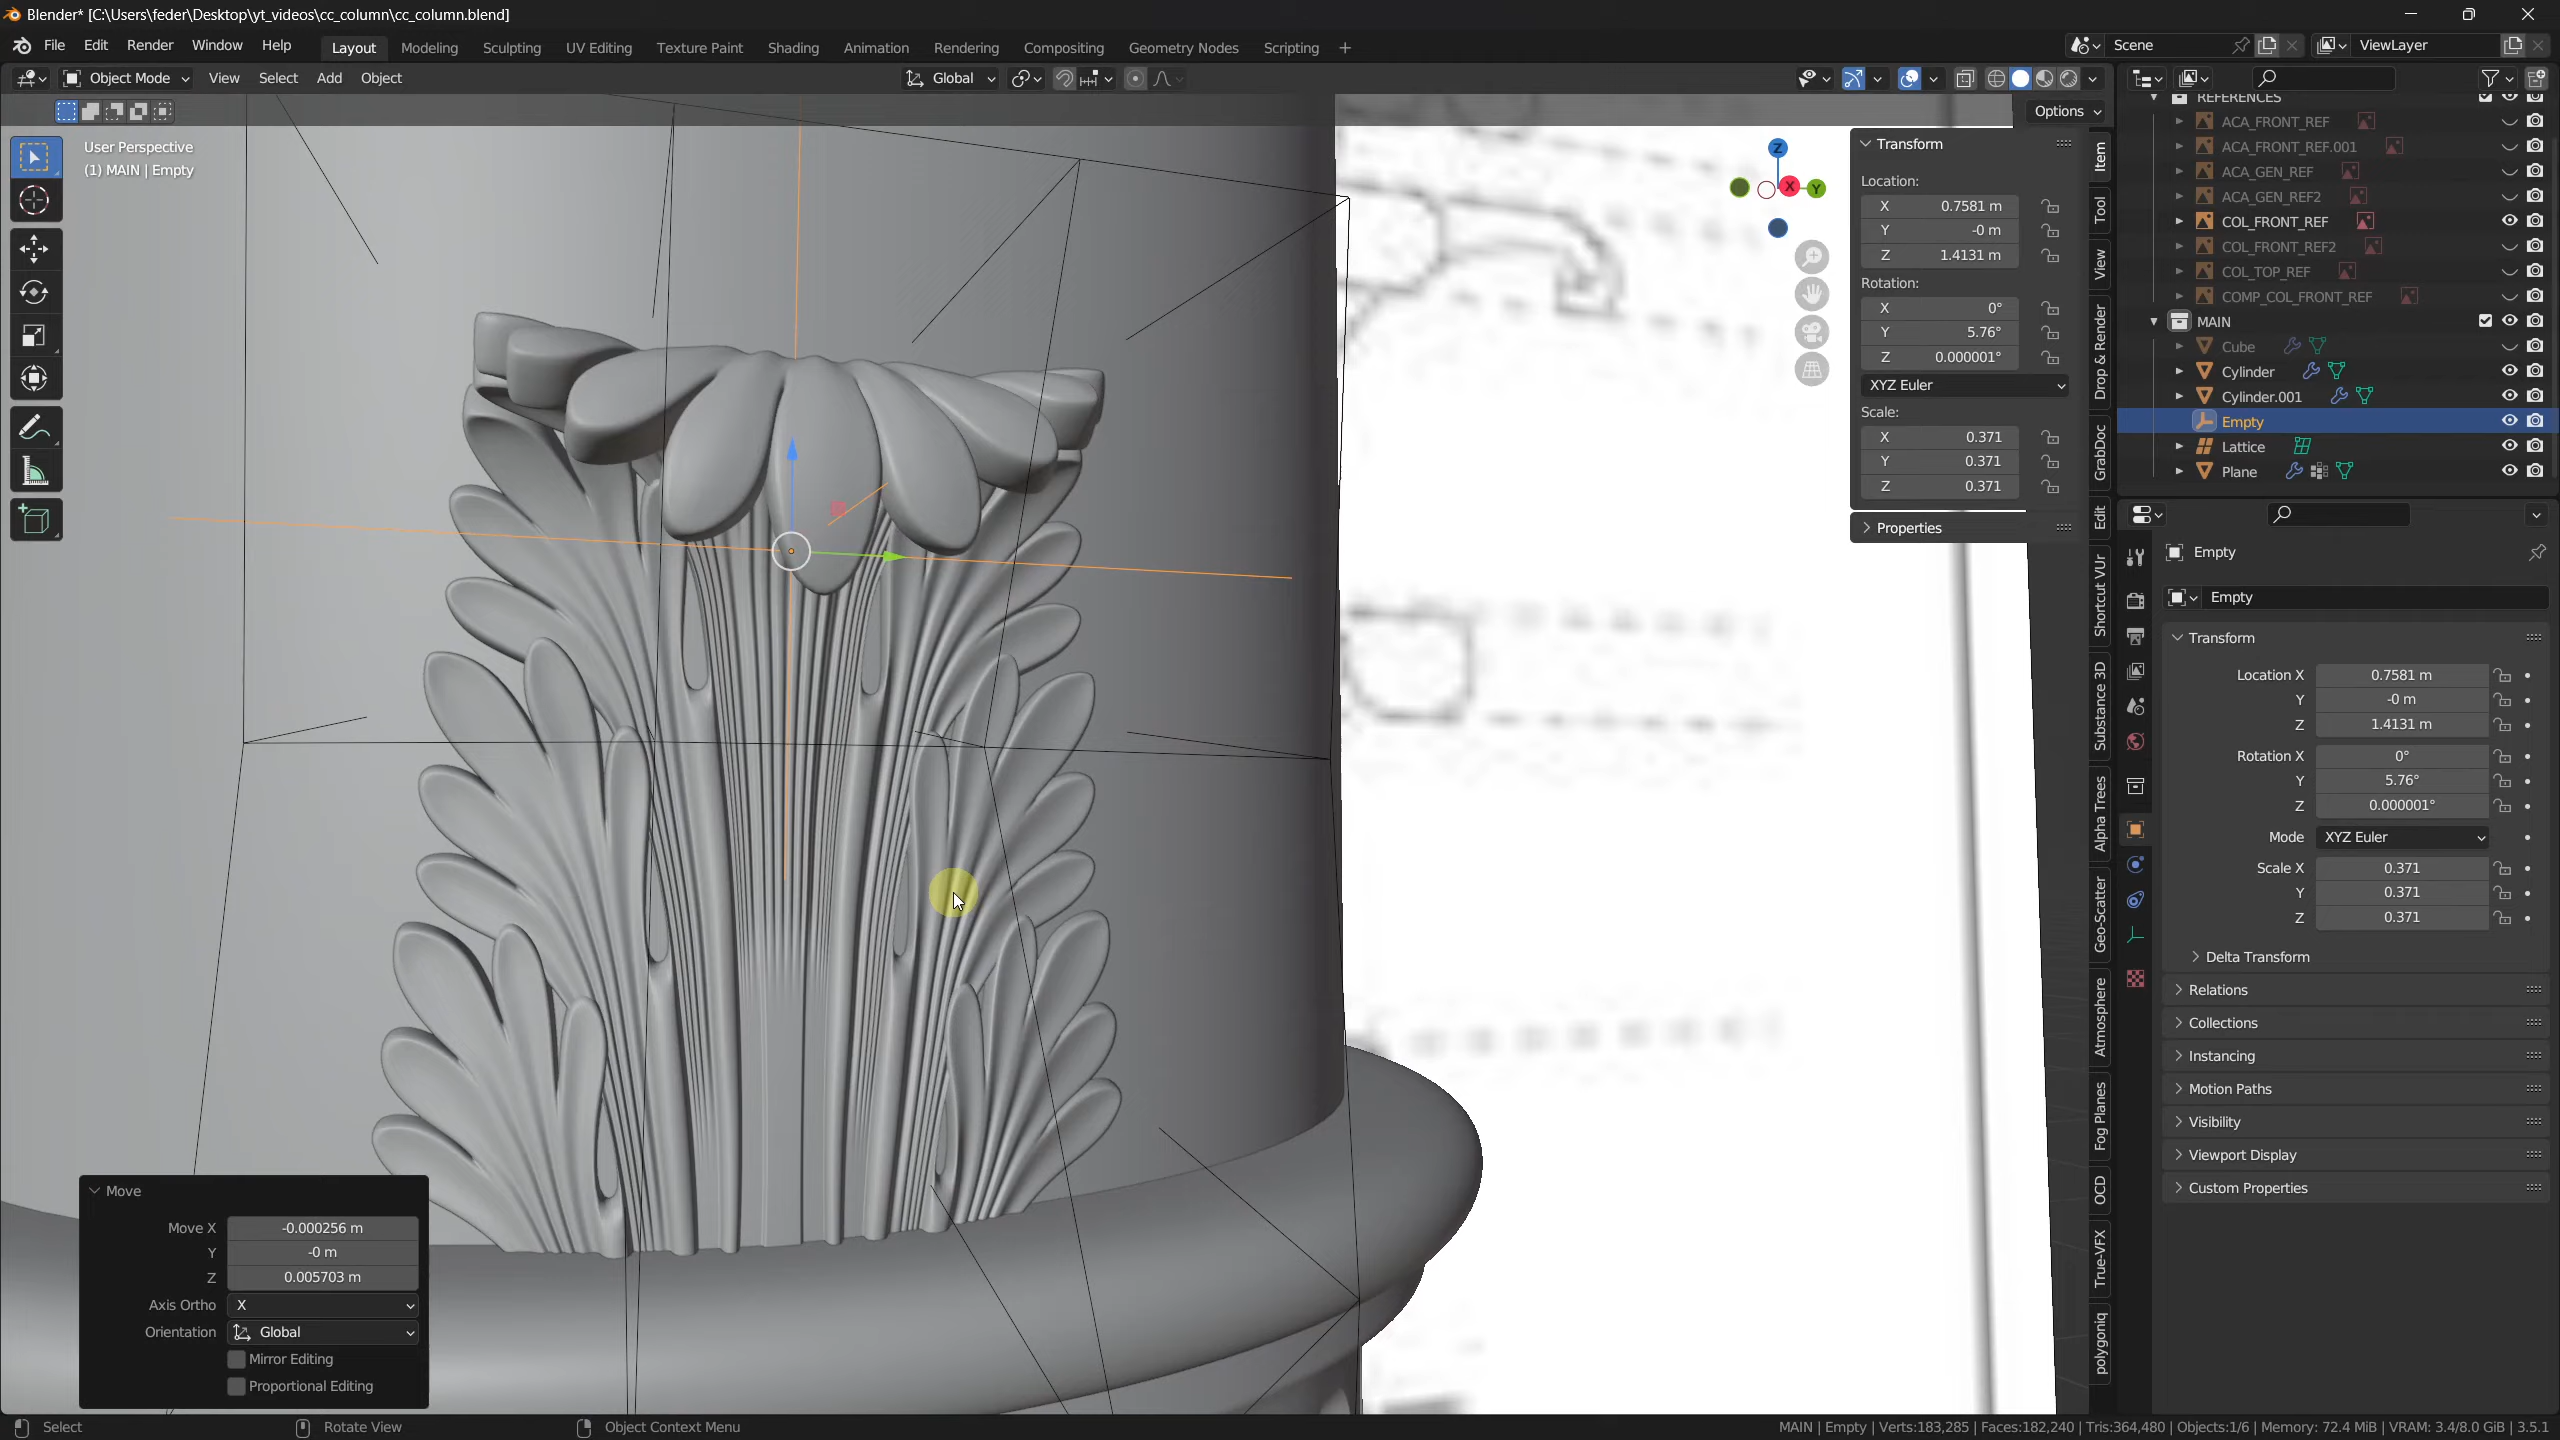 Blender* [C:\Users\feder\Desktop\yt_videos\cc_column\cc_column.blend]
File Edit Render Window Help Layout Modeling Sculpting UV Editing Texture Paint Shading Animation Rendering Compositing Geometry Nodes Scripting + Scene ViewLayer
Object Mode View Select Add Object Global
Options
User Perspective
(1) MAIN | Empty
Z
X
Y
Transform
Location:
X 0.7581 m
Y -0 m
Z 1.4131 m
Rotation:
X 0°
Y 5.76°
Z 0.000001°
XYZ Euler
Scale:
X 0.371
Y 0.371
Z 0.371
Properties
Item
Tool
View
Drop & Render
GrabDoc
Edit
Shortcut VUr
Substance 3D
Alpha Trees
Geo-Scatter
Atmosphere
Fog Planes
OCD
True-VFX
polygoniq
REFERENCES
ACA_FRONT_REF
ACA_FRONT_REF.001
ACA_GEN_REF
ACA_GEN_REF2
COL_FRONT_REF
COL_FRONT_REF2
COL_TOP_REF
COMP_COL_FRONT_REF
MAIN
Cube
Cylinder
Cylinder.001
Empty
Lattice
Plane
Empty
Empty
Transform
Location X 0.7581 m
Y -0 m
Z 1.4131 m
Rotation X 0°
Y 5.76°
Z 0.000001°
Mode XYZ Euler
Scale X 0.371
Y 0.371
Z 0.371
Delta Transform
Relations
Collections
Instancing
Motion Paths
Visibility
Viewport Display
Custom Properties
Move
Move X -0.000256 m
Y -0 m
Z 0.005703 m
Axis Ortho X
Orientation Global
Mirror Editing
Proportional Editing
Select Rotate View Object Context Menu
MAIN | Empty | Verts:183,285 | Faces:182,240 | Tris:364,480 | Objects:1/6 | Memory: 72.4 MiB | VRAM: 3.4/8.0 GiB | 3.5.1